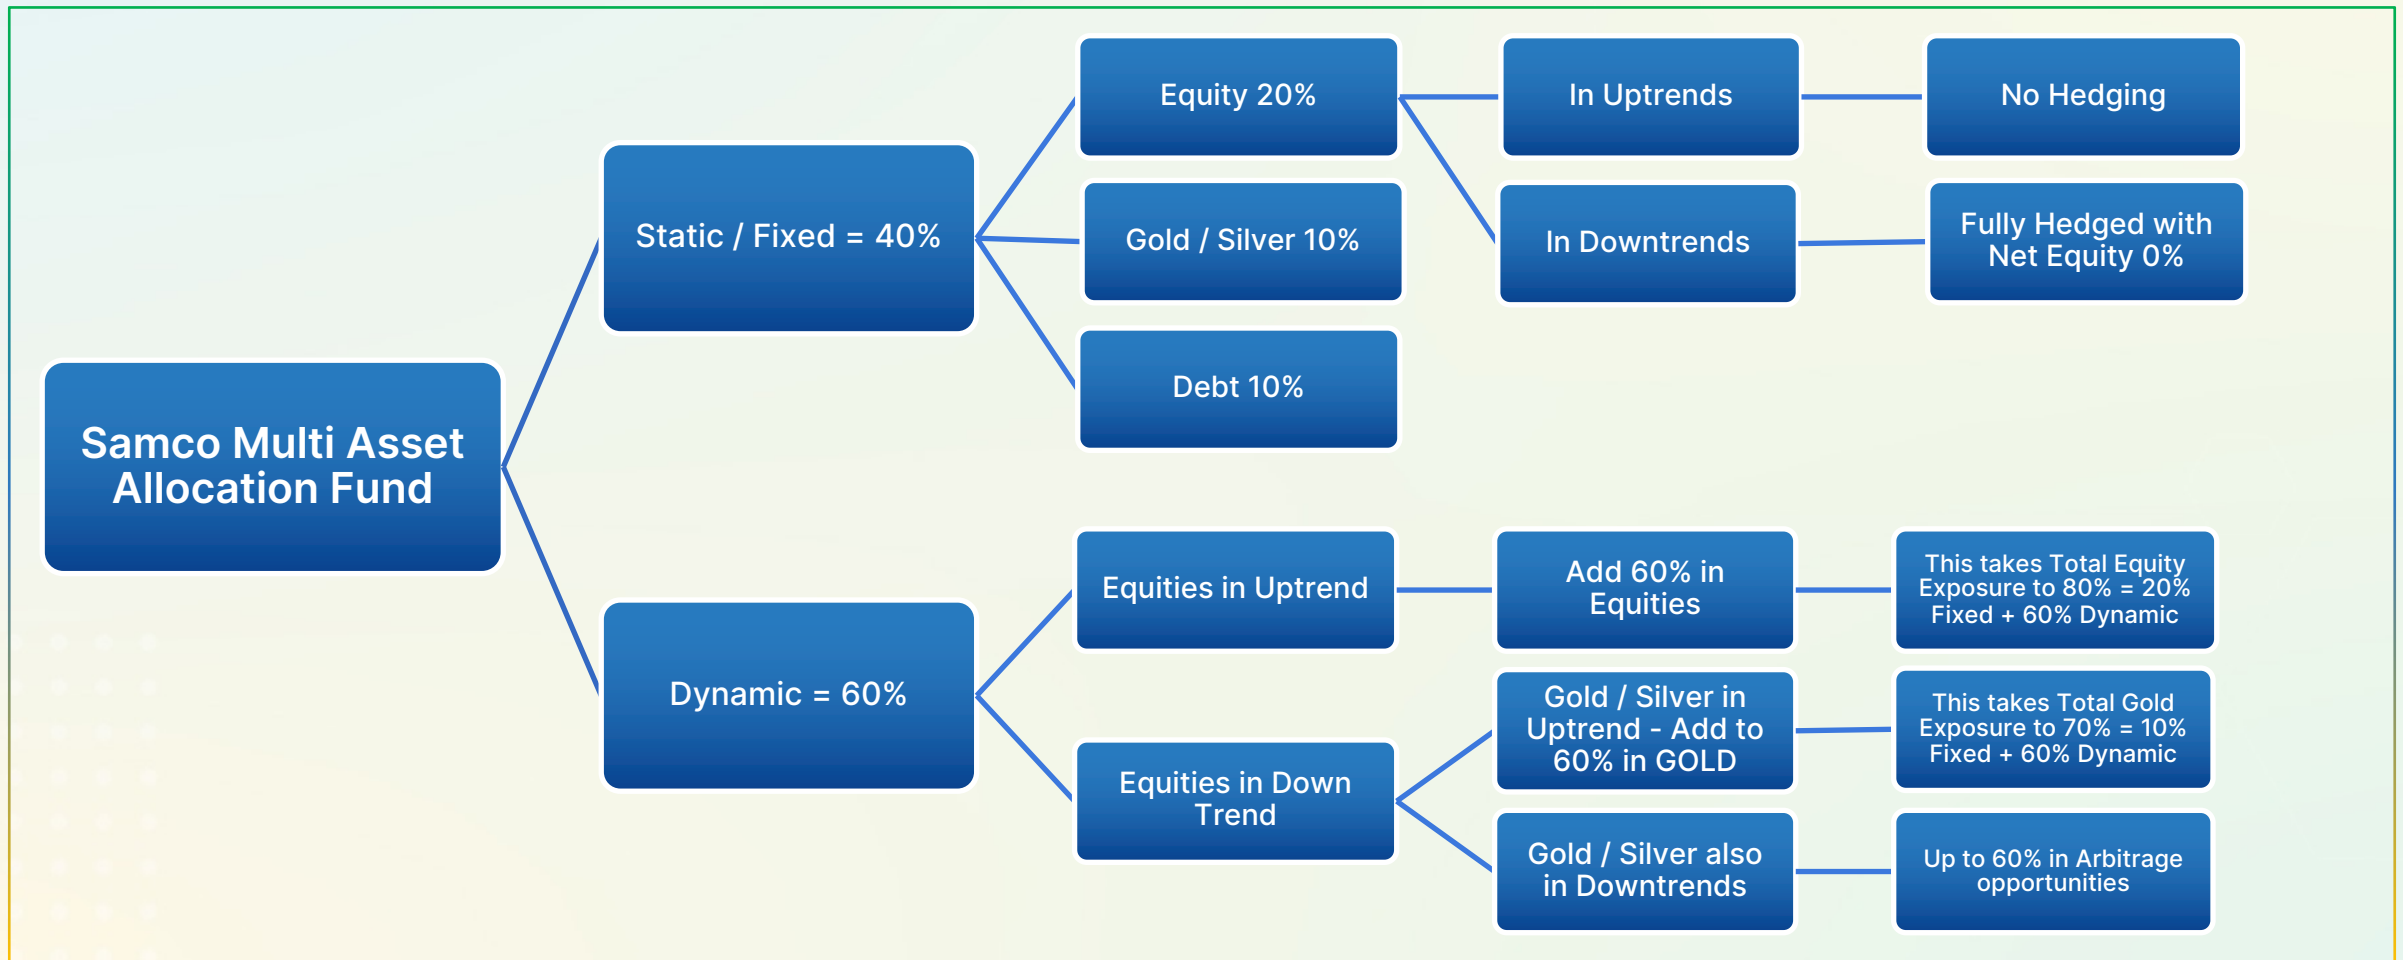 Samco Multi Asset
Allocation Fund
Static / Fixed = 40%
Equity 20%
In Uptrends
No Hedging
In Downtrends
Fully Hedged with
Net Equity 0%
Gold / Silver 10%
Debt 10%
Dynamic = 60%
Equities in Uptrend
Add 60% in
Equities
This takes Total Equity
Exposure to 80% = 20%
Fixed + 60% Dynamic
Equities in Down
Trend
Gold / Silver in
Uptrend - Add to
60% in GOLD
This takes Total Gold
Exposure to 70% = 10%
Fixed + 60% Dynamic
Gold / Silver also
in Downtrends
Up to 60% in Arbitrage
opportunities